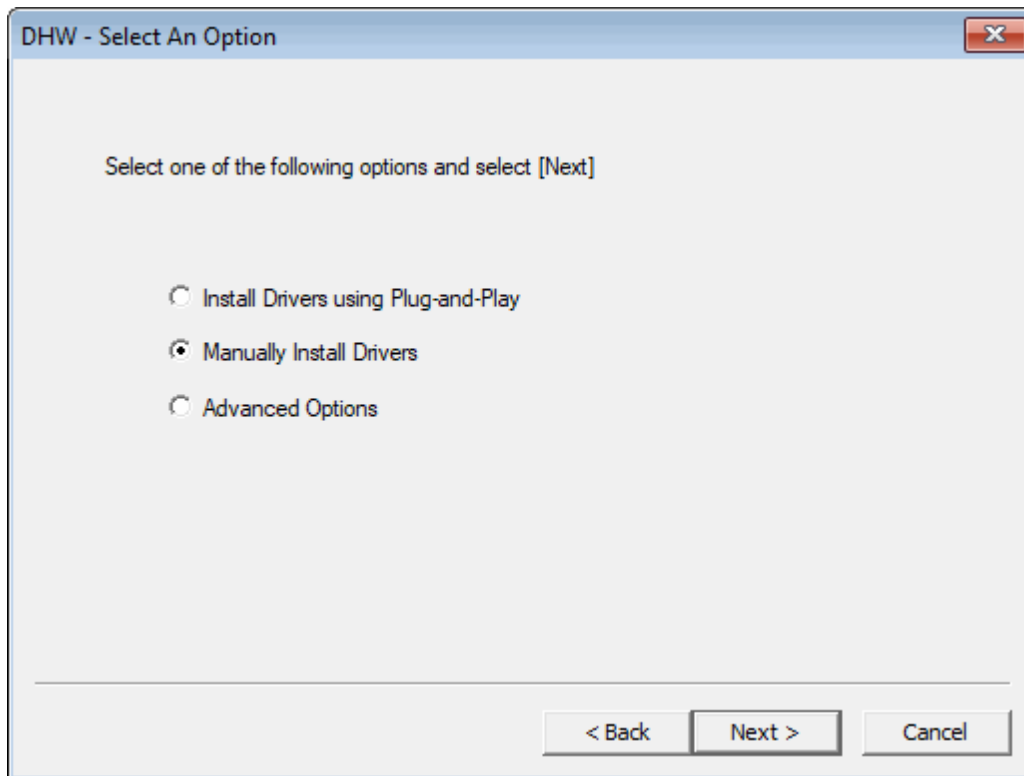 DHW - Select An Option
Select one of the following options and select [Next]
Install Drivers using Plug-and-Play
Manually Install Drivers
Advanced Options
< Back
Next >
Cancel